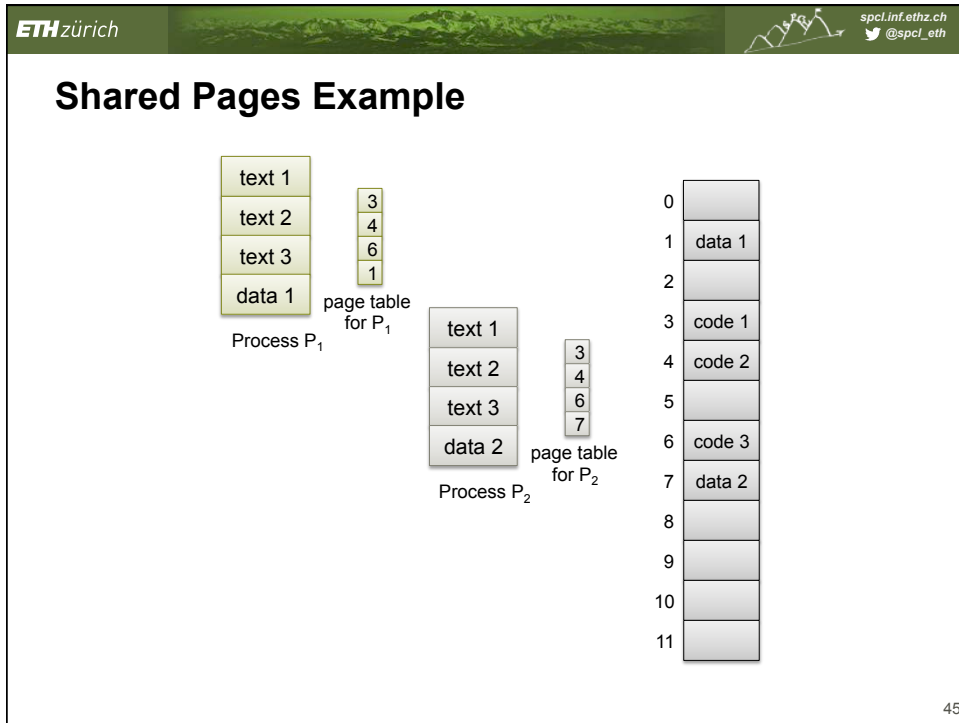 ETH zürich
spcl.inf.ethz.ch
@spcl_eth
Shared Pages Example
text 1
text 2
text 3
data 1
Process P1
3
4
6
1
page table
for P1
text 1
text 2
text 3
data 2
Process P2
3
4
6
7
page table
for P2
0
1 data 1
2
3 code 1
4 code 2
5
6 code 3
7 data 2
8
9
10
11
45